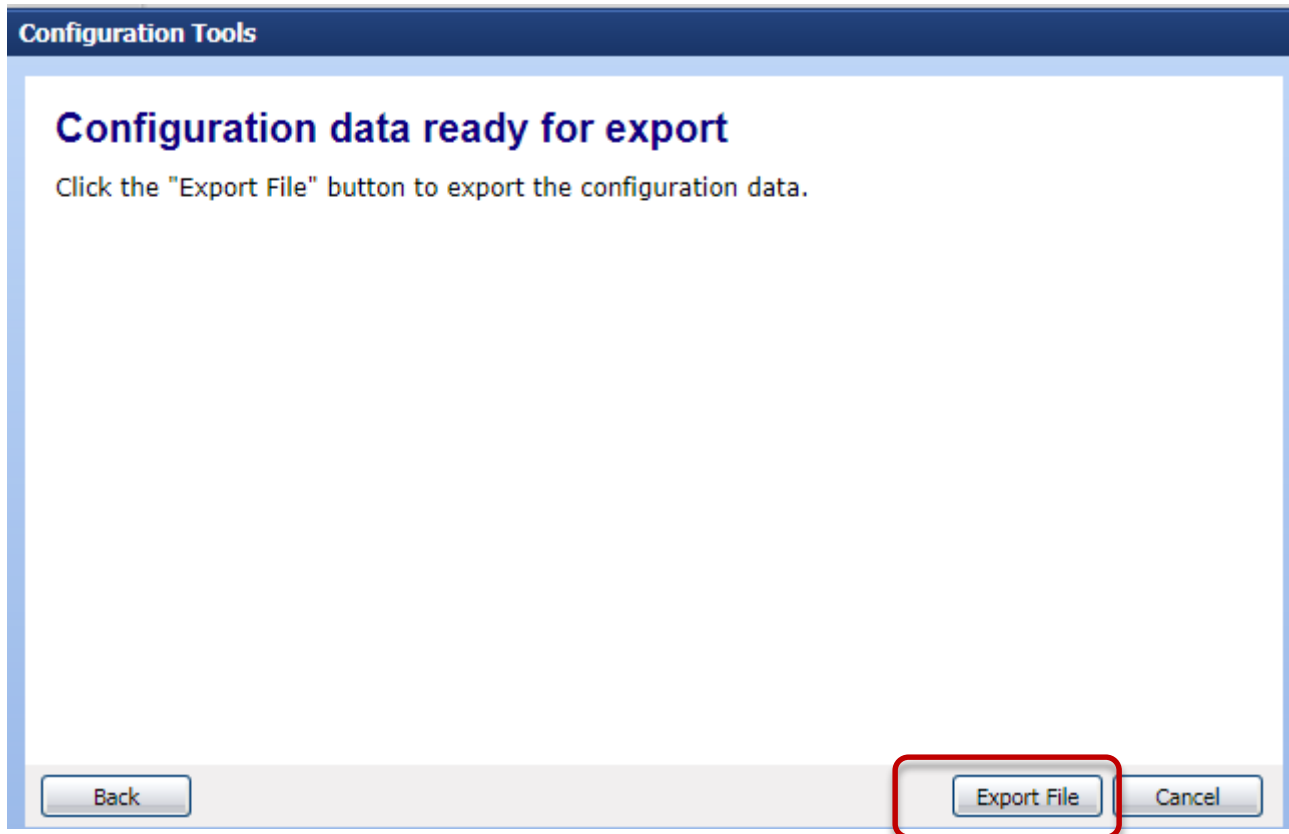 Configuration Tools
Configuration data ready for export
Click the "Export File" button to export the configuration data.
Back Export File Cancel